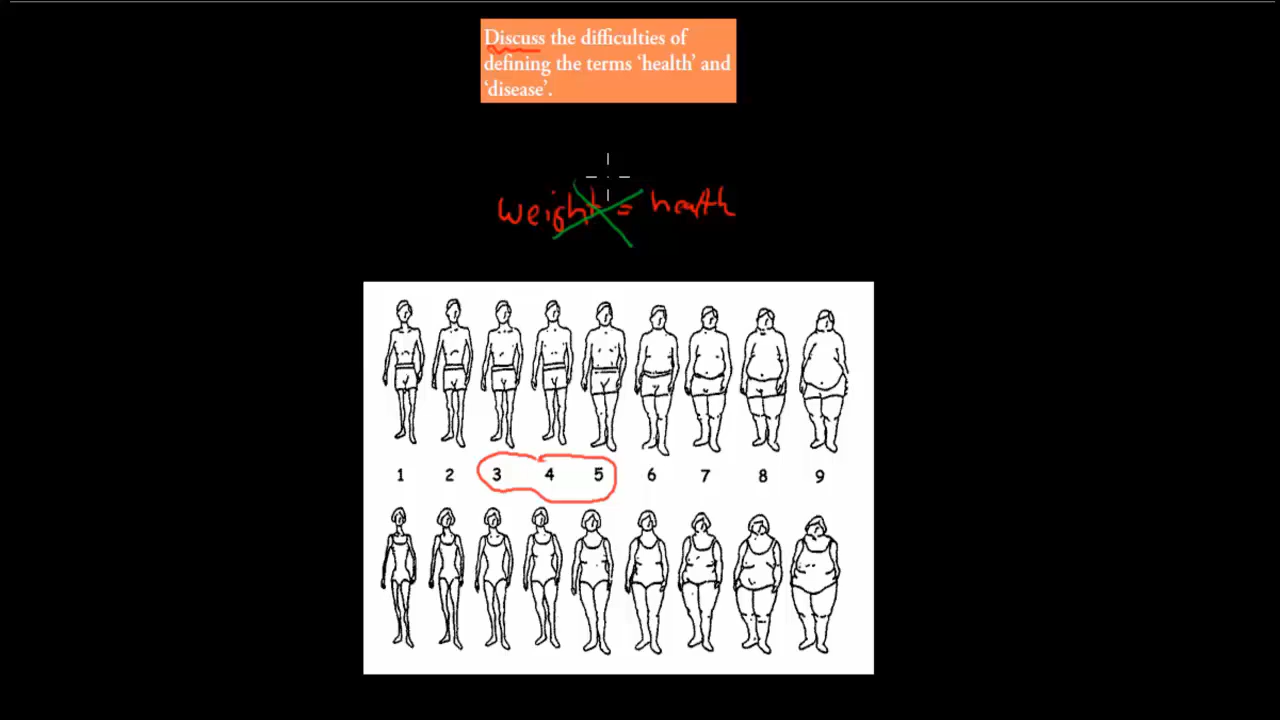 Discuss the difficulties of
defining the terms ‘health’ and
‘disease’.
weight = health
1 2 3 4 5 6 7 8 9